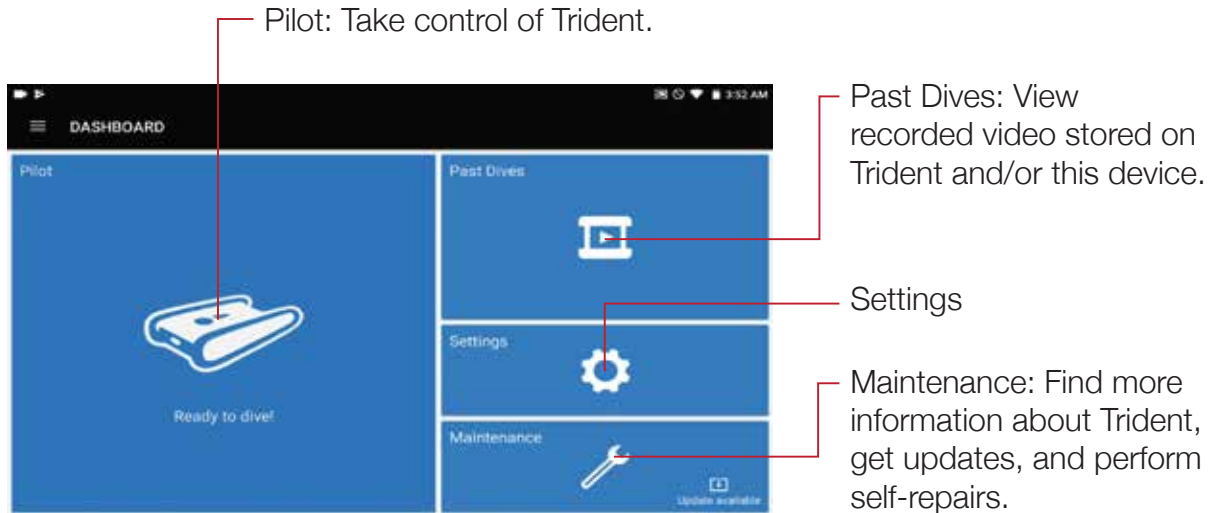 Pilot: Take control of Trident.
3:52 AM
DASHBOARD
Pilot
Ready to dive!
Past Dives
Settings
Maintenance
Update available
Past Dives: View
recorded video stored on
Trident and/or this device.
Settings
Maintenance: Find more
information about Trident,
get updates, and perform
self-repairs.